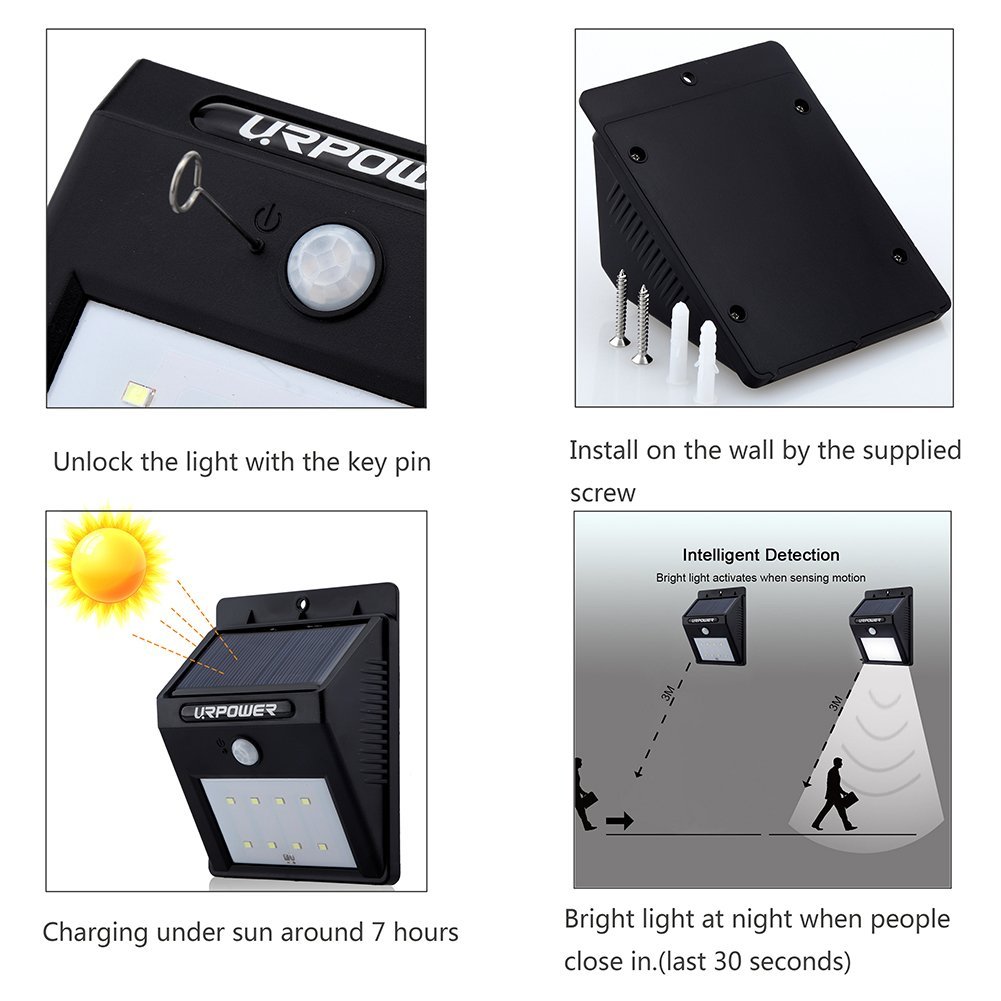 URPOW
Unlock the light with the key pin
Install on the wall by the supplied
screw
URPOWER
Charging under sun around 7 hours
Intelligent Detection
Bright light activates when sensing motion
URPOWER
URPOWER
3M
3M
Bright light at night when people
close in.(last 30 seconds)